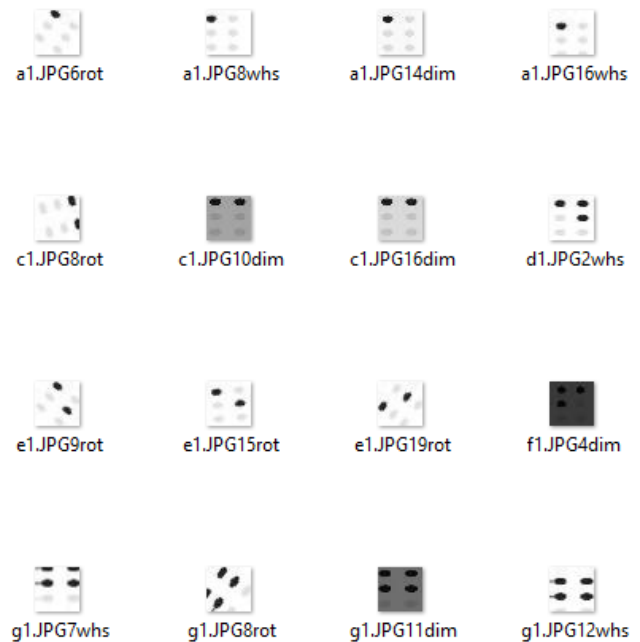 a1.JPG6rot a1.JPG8whs a1.JPG14dim a1.JPG16whs
c1.JPG8rot c1.JPG10dim c1.JPG16dim d1.JPG2whs
e1.JPG9rot e1.JPG15rot e1.JPG19rot f1.JPG4dim
g1.JPG7whs g1.JPG8rot g1.JPG11dim g1.JPG12whs